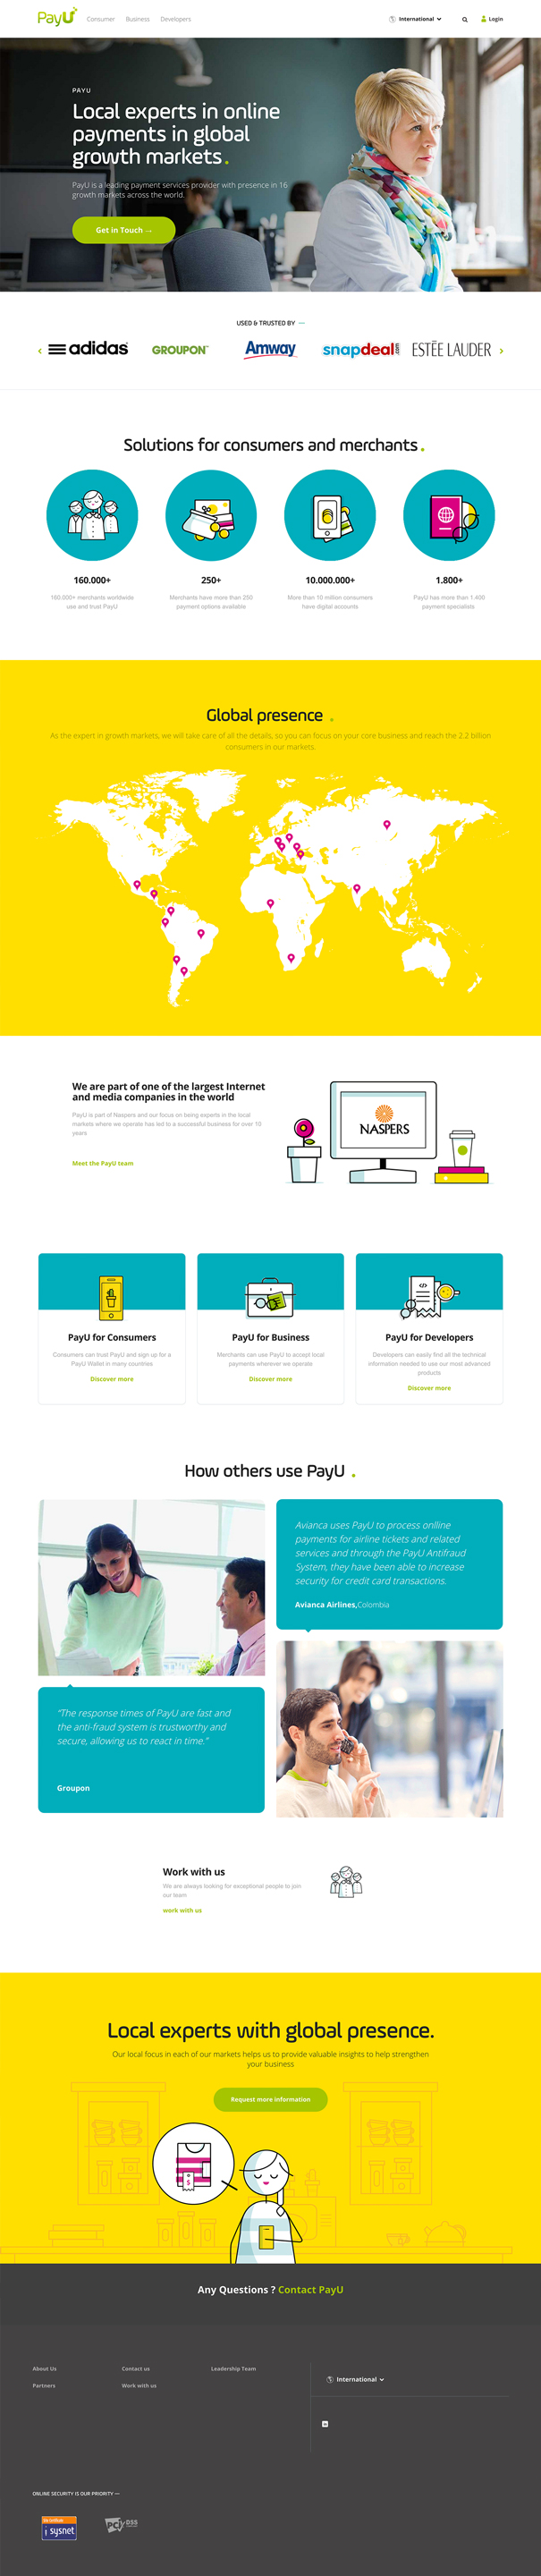 PayU
Consumer Business Developers
International
Login
PAYU
Local experts in online
payments in global
growth markets.
PayU is a leading payment services provider with presence in 16
growth markets across the world.
Get in Touch →
USED & TRUSTED BY —
adidas
GROUPON
Amway
snapdeal.com
ESTĒE LAUDER
Solutions for consumers and merchants.
160.000+
160.000+ merchants worldwide
use and trust PayU
250+
Merchants have more than 250
payment options available
10.000.000+
More than 10 million consumers
have digital accounts
1.800+
PayU has more than 1.400
payment specialists
Global presence .
As the expert in growth markets, we will take care of all the details, so you can focus on your core business and reach the 2.2 billion
consumers in our markets.
We are part of one of the largest Internet
and media companies in the world
PayU is part of Naspers and our focus on being experts in the local
markets where we operate has led to a successful business for over 10
years
Meet the PayU team
NASPERS
PayU for Consumers
Consumers can trust PayU and sign up for a
PayU Wallet in many countries
Discover more
PayU for Business
Merchants can use PayU to accept local
payments wherever we operate
Discover more
</>
PayU for Developers
Developers can easily find all the technical
information needed to use our most advanced
products
Discover more
How others use PayU .
Avianca uses PayU to process onlline
payments for airline tickets and related
services and through the PayU Antifraud
System, they have been able to increase
security for credit card transactions.
Avianca Airlines,Colombia
“The response times of PayU are fast and
the anti-fraud system is trustworthy and
secure, allowing us to react in time.”
Groupon
Work with us
We are always looking for exceptional people to join
our team
work with us
Local experts with global presence.
Our local focus in each of our markets helps us to provide valuable insights to help strengthen
your business
Request more information
$
Any Questions ? Contact PayU
About Us
Contact us
Leadership Team
Partners
Work with us
International
ONLINE SECURITY IS OUR PRIORITY —
sysnet
PCI DSS